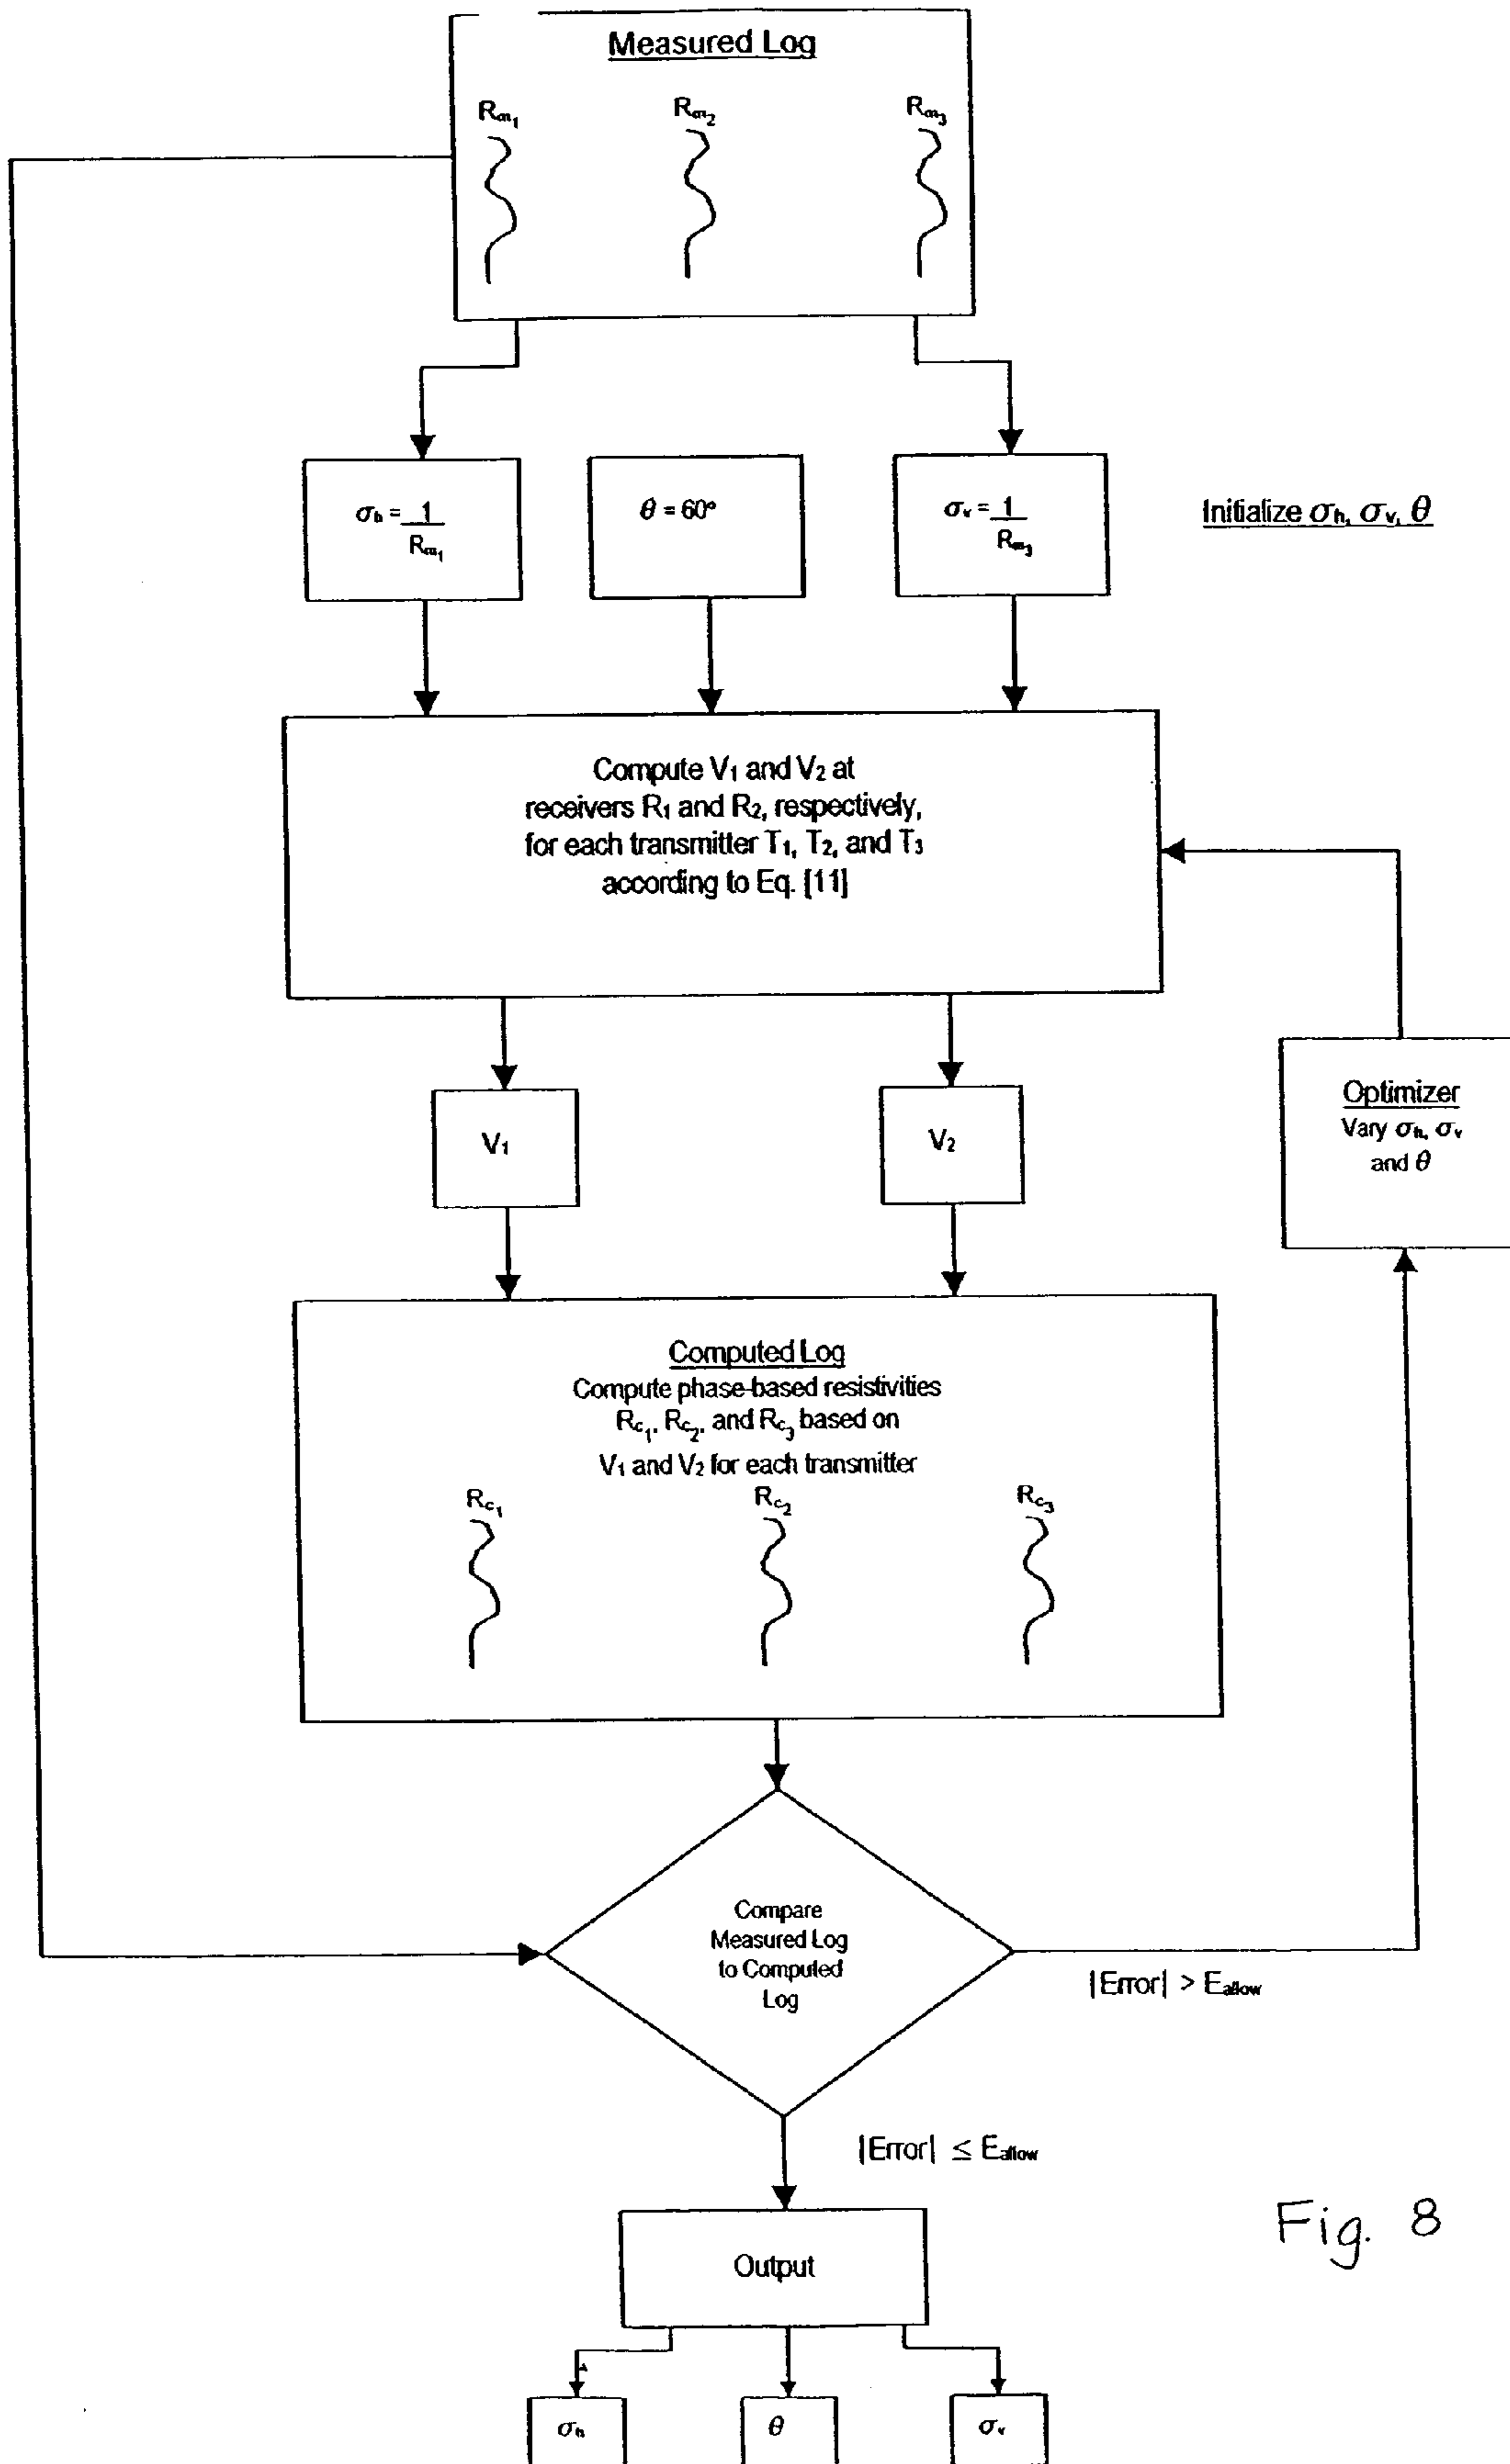 Measured Log
Rm1 Rm2 Rm3
σh = 1/Rm1
θ = 60°
σv = 1/Rm3
Initialize σh, σv, θ
Compute V1 and V2 at
receivers R1 and R2, respectively,
for each transmitter T1, T2, and T3
according to Eq. [11]
V1
V2
Optimizer
Vary σh, σv
and θ
Computed Log
Compute phase-based resistivities
Rc1, Rc2, and Rc3 based on
V1 and V2 for each transmitter
Rc1 Rc2 Rc3
Compare
Measured Log
to Computed
Log
|Error| > Eallow
|Error| ≤ Eallow
Output
σh
θ
σv
Fig. 8